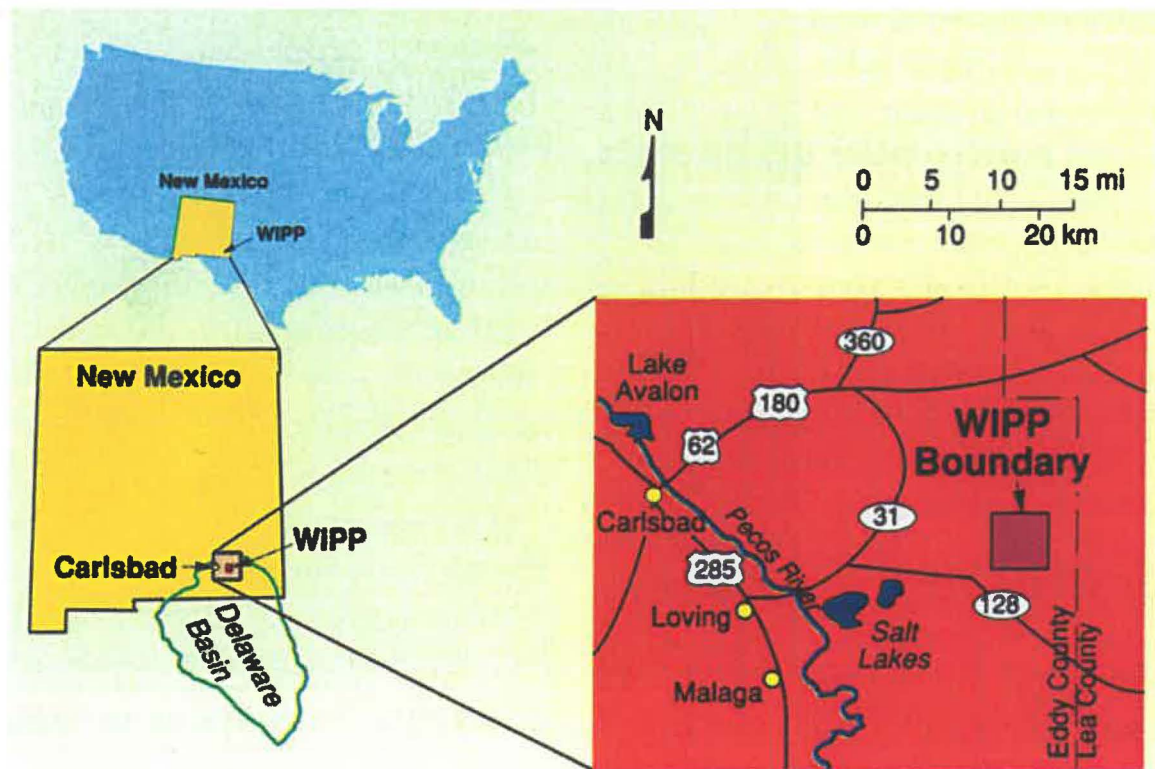 New Mexico
WIPP
N
0 5 10 15 mi
0 10 20 km
New Mexico
WIPP
Carlsbad
Delaware
Basin
360
Lake
Avalon
180
62
WIPP
Boundary
Carlsbad
Pecos River
31
285
Loving
128
Salt
Lakes
Malaga
Eddy County
Lea County